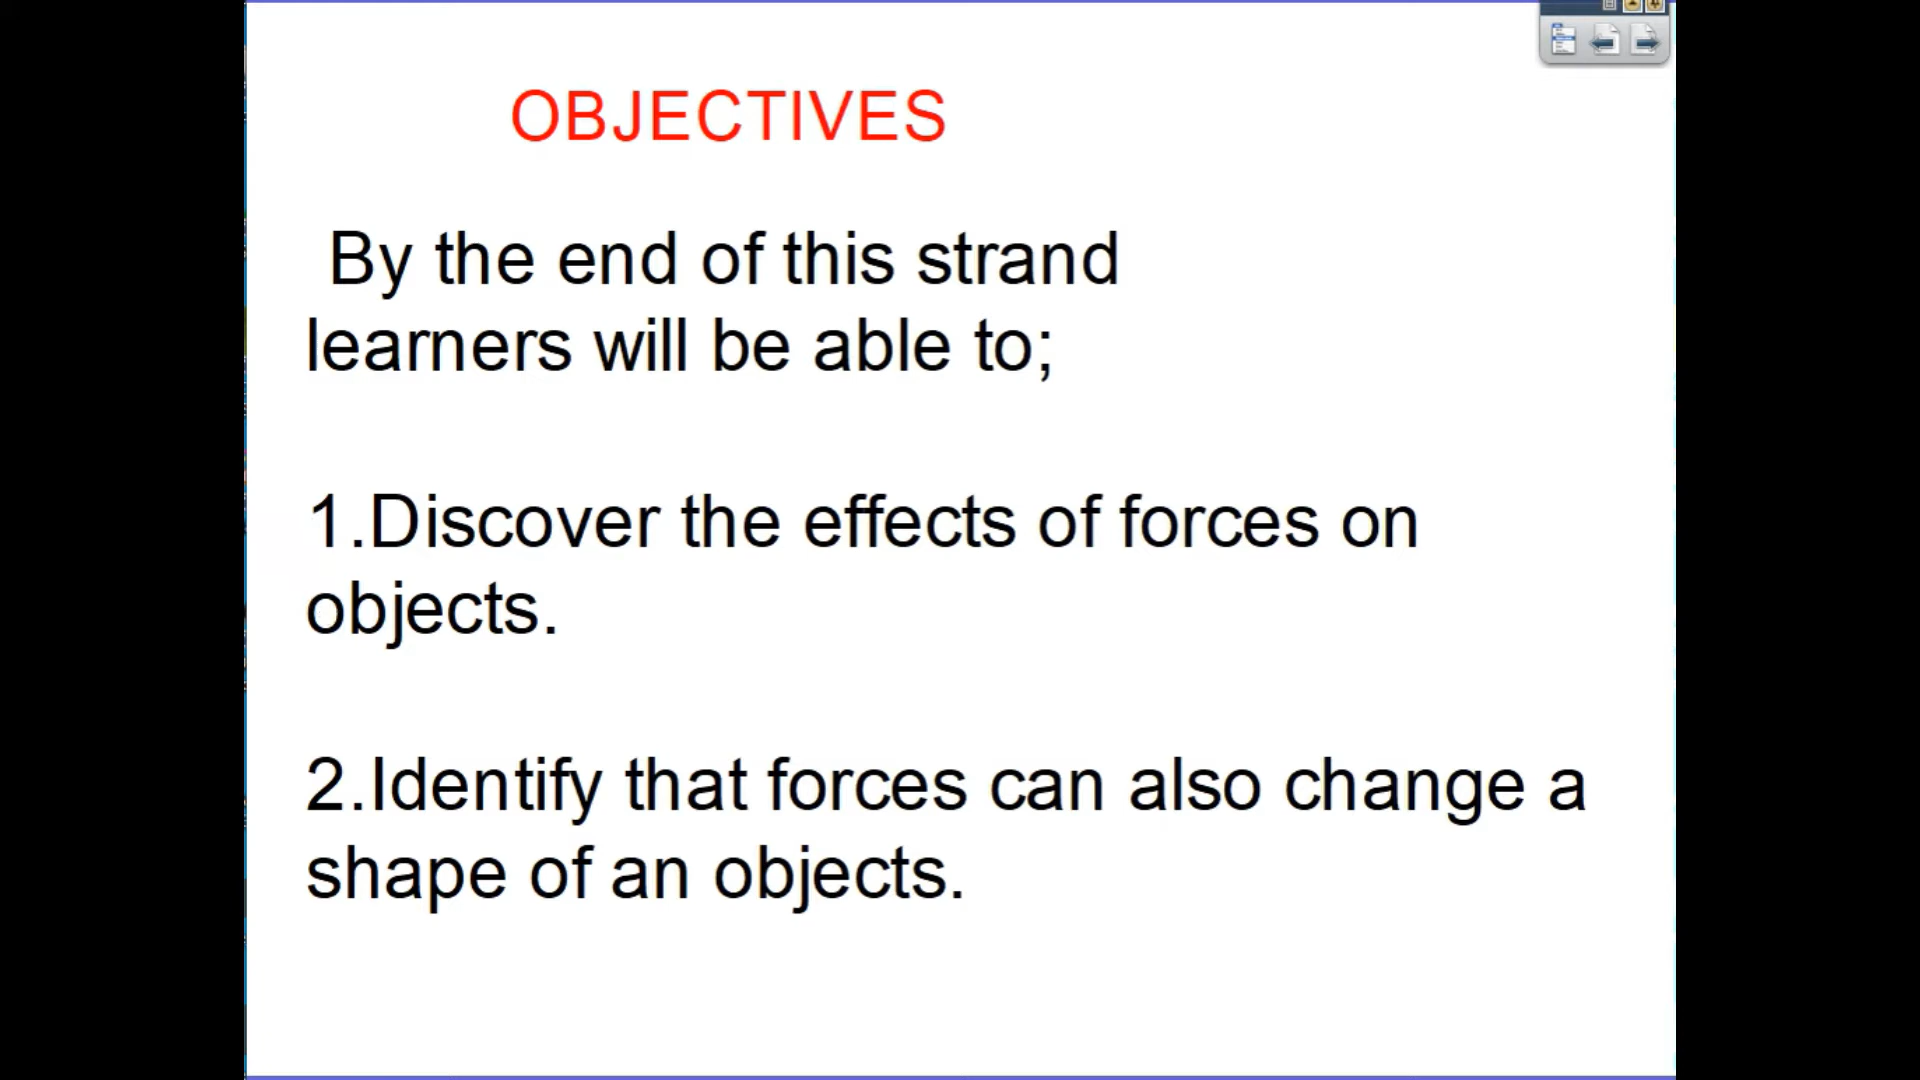 OBJECTIVES
By the end of this strand
learners will be able to;
1.Discover the effects of forces on
objects.
2.Identify that forces can also change a
shape of an objects.